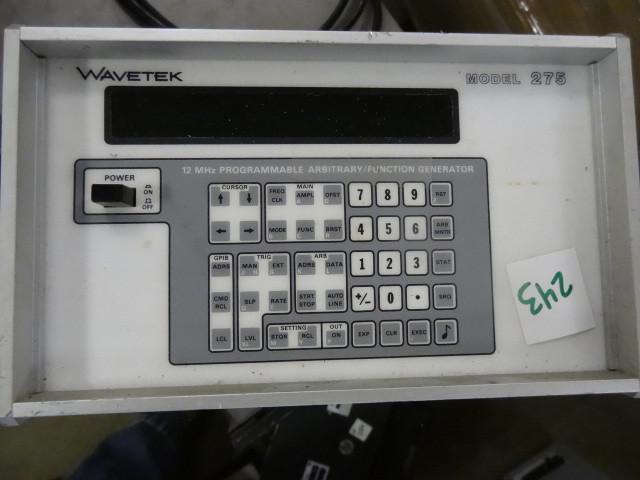 WAVETEK
MODEL 275
12 MHz PROGRAMMABLE ARBITRARY/FUNCTION GENERATOR
POWER
ON
OFF
CURSOR
MAIN
FREQ CLK AMPL OFST
7 8 9 RST
MODE FUNC BRST
4 5 6 ARB MNTR
GPIB TRIG ARB
ADRS MAN EXT ADRS DATA
1 2 3 STAT
CMD RCL SLP RATE STRT STOP AUTO LINE
+/− 0 • SRQ
SETTING OUT
LCL LVL STOR RCL ON EXP CLR EXEC ♪
243